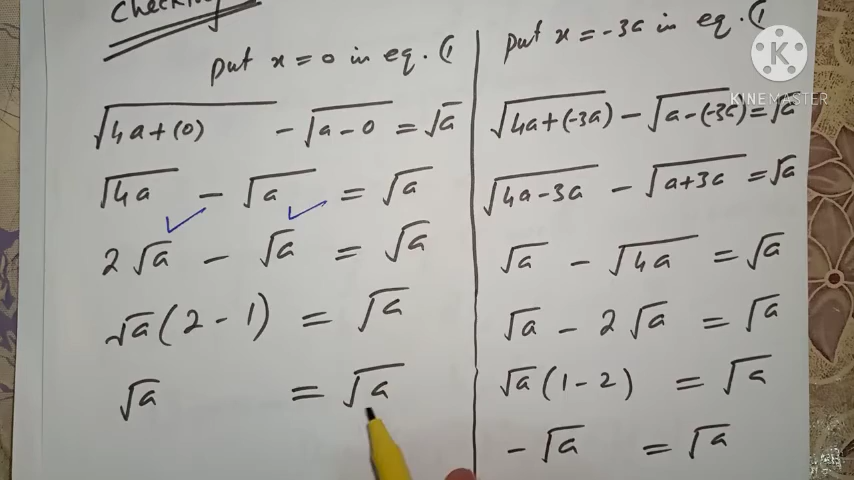 Checking
put x = 0 in eq. (1
√4a+(0) - √a-0 = √a
√4a - √a = √a
2√a - √a = √a
√a(2-1) = √a
√a = √a
put x = -3a in eq. (1
√4a+(-3a) - √a-(-3a) = √a
√4a-3a - √a+3a = √a
√a - √4a = √a
√a - 2√a = √a
√a(1-2) = √a
-√a = √a
KINEMASTER